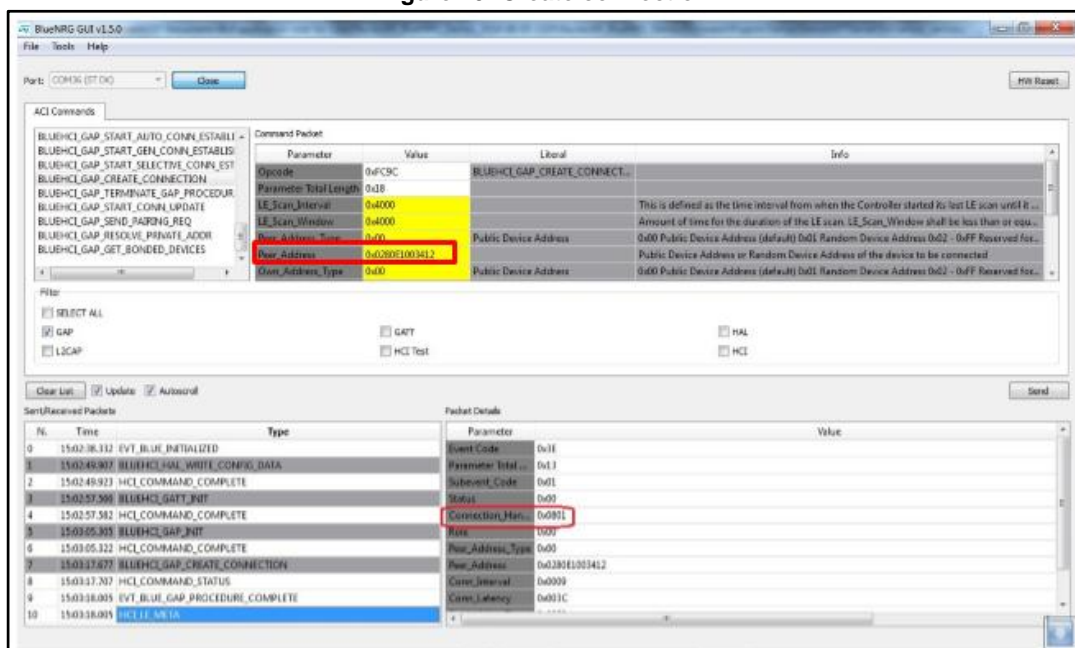 BlueNRG GUI v1.5.0
File Tools Help
Port: COM36 (ST DK) Close HW Reset
ACI Commands
BLUEHCI_GAP_START_AUTO_CONN_ESTABLI
BLUEHCI_GAP_START_GEN_CONN_ESTABLIS
BLUEHCI_GAP_START_SELECTIVE_CONN_EST
BLUEHCI_GAP_CREATE_CONNECTION
BLUEHCI_GAP_TERMINATE_GAP_PROCEDUR
BLUEHCI_GAP_START_CONN_UPDATE
BLUEHCI_GAP_SEND_PAIRING_REQ
BLUEHCI_GAP_RESOLVE_PRIVATE_ADDR
BLUEHCI_GAP_GET_BONDED_DEVICES
Command Packet
Parameter Value Literal Info
Opcode 0xFC9C BLUEHCI_GAP_CREATE_CONNECT...
Parameter Total Length 0x18
LE_Scan_Interval 0x4000 This is defined as the time interval from when the Controller started its last LE scan until it ...
LE_Scan_Window 0x4000 Amount of time for the duration of the LE scan. LE_Scan_Window shall be less than or equ...
Peer_Address_Type 0x00 Public Device Address 0x00 Public Device Address (default) 0x01 Random Device Address 0x02 - 0xFF Reserved for...
Peer_Address 0x0280E1003412 Public Device Address or Random Device Address of the device to be connected
Own_Address_Type 0x00 Public Device Address 0x00 Public Device Address (default) 0x01 Random Device Address 0x02 - 0xFF Reserved for...
Filter
SELECT ALL
GAP GATT HAL
L2CAP HCI Test HCI
Clear List Update Autoscroll Send
Sent/Received Packets
N. Time Type
0 15:02:38.332 EVT_BLUE_INITIALIZED
1 15:02:49.907 BLUEHCI_HAL_WRITE_CONFIG_DATA
2 15:02:49.923 HCI_COMMAND_COMPLETE
3 15:02:57.566 BLUEHCI_GATT_INIT
4 15:02:57.582 HCI_COMMAND_COMPLETE
5 15:03:05.305 BLUEHCI_GAP_INIT
6 15:03:05.322 HCI_COMMAND_COMPLETE
7 15:03:17.677 BLUEHCI_GAP_CREATE_CONNECTION
8 15:03:17.707 HCI_COMMAND_STATUS
9 15:03:18.005 EVT_BLUE_GAP_PROCEDURE_COMPLETE
10 15:03:18.005 HCI_LE_META
Packet Details
Parameter Value
Event Code 0x3E
Parameter Total ... 0x13
Subevent_Code 0x01
Status 0x00
Connection_Han... 0x0801
Role 0x00
Peer_Address_Type 0x00
Peer_Address 0x0280E1003412
Conn_Interval 0x0009
Conn_Latency 0x003C